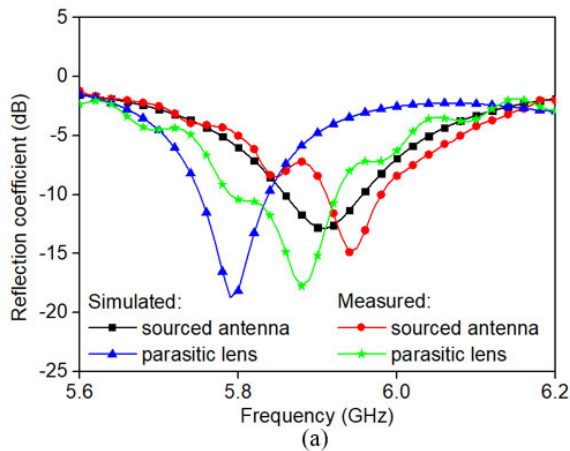 5
0
-5
-10
-15
-20
-25
Reflection coefficient (dB)
Simulated: Measured:
sourced antenna sourced antenna
parasitic lens parasitic lens
5.6 5.8 6.0 6.2
Frequency (GHz)
(a)